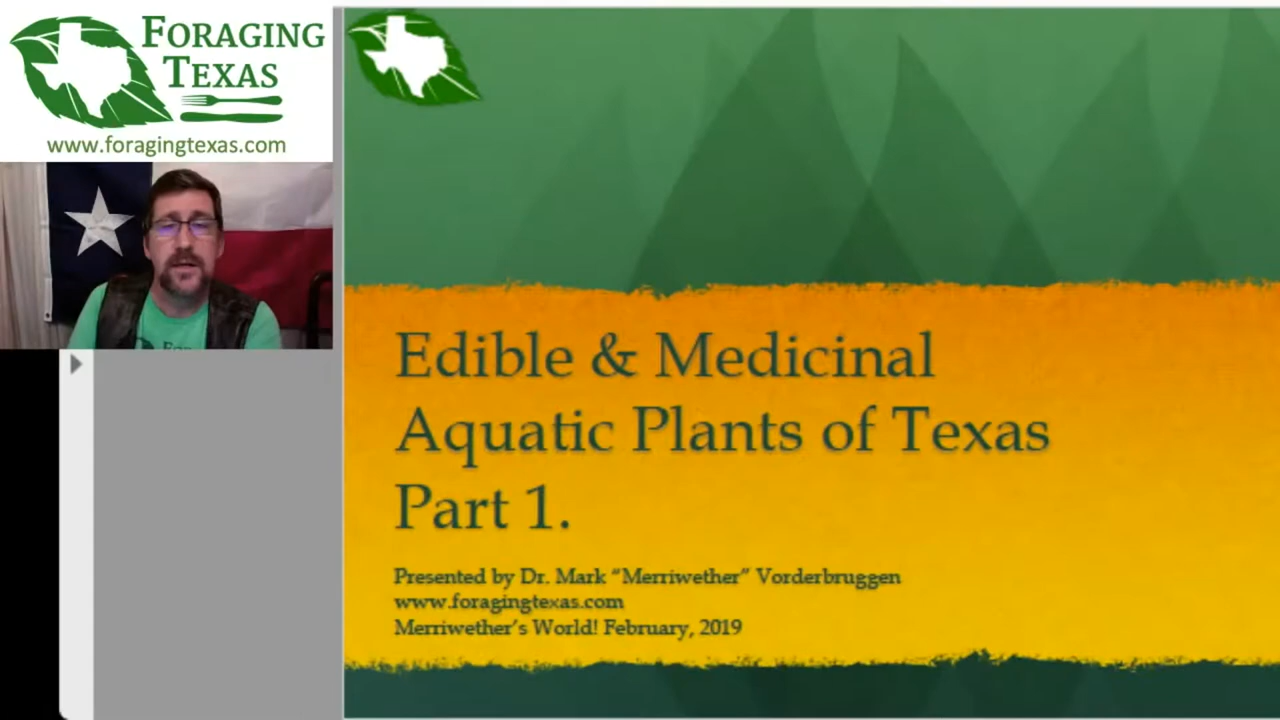 FORAGING
TEXAS
www.foragingtexas.com
Edible & Medicinal
Aquatic Plants of Texas
Part 1.
Presented by Dr. Mark “Merriwether” Vorderbruggen
www.foragingtexas.com
Merriwether’s World! February, 2019